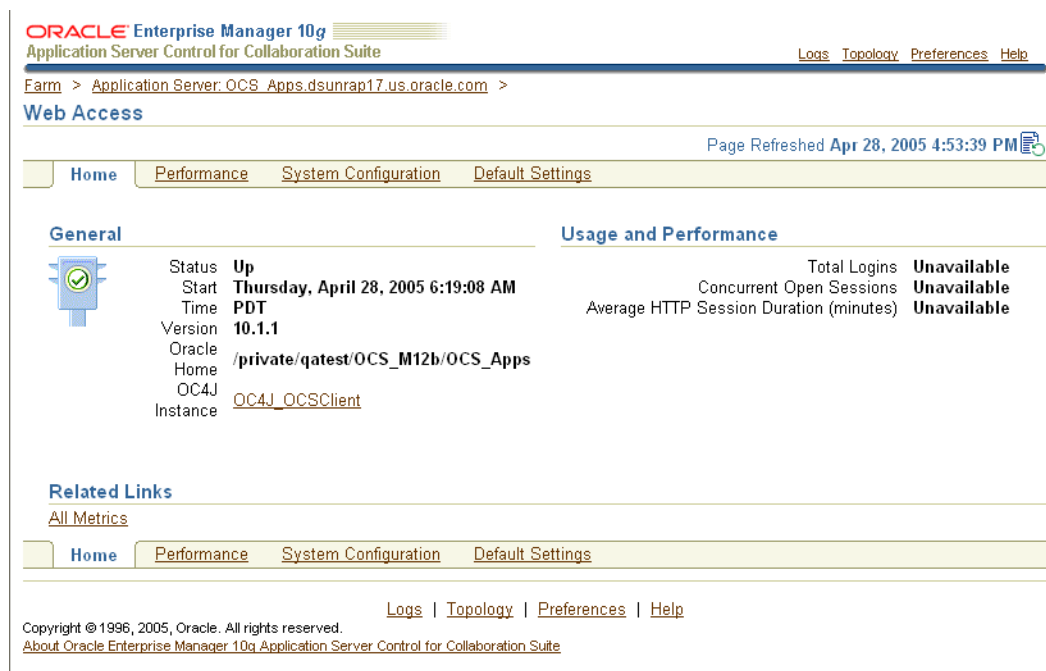 ORACLE Enterprise Manager 10g
Application Server Control for Collaboration Suite
Logs Topology Preferences Help
Farm > Application Server: OCS_Apps.dsunrap17.us.oracle.com >
Web Access
Page Refreshed Apr 28, 2005 4:53:39 PM
Home Performance System Configuration Default Settings
General
Status Up
Start Thursday, April 28, 2005 6:19:08 AM
Time PDT
Version 10.1.1
Oracle
Home /private/qatest/OCS_M12b/OCS_Apps
OC4J
Instance OC4J_OCSClient
Usage and Performance
Total Logins Unavailable
Concurrent Open Sessions Unavailable
Average HTTP Session Duration (minutes) Unavailable
Related Links
All Metrics
Home Performance System Configuration Default Settings
Logs | Topology | Preferences | Help
Copyright © 1996, 2005, Oracle. All rights reserved.
About Oracle Enterprise Manager 10g Application Server Control for Collaboration Suite